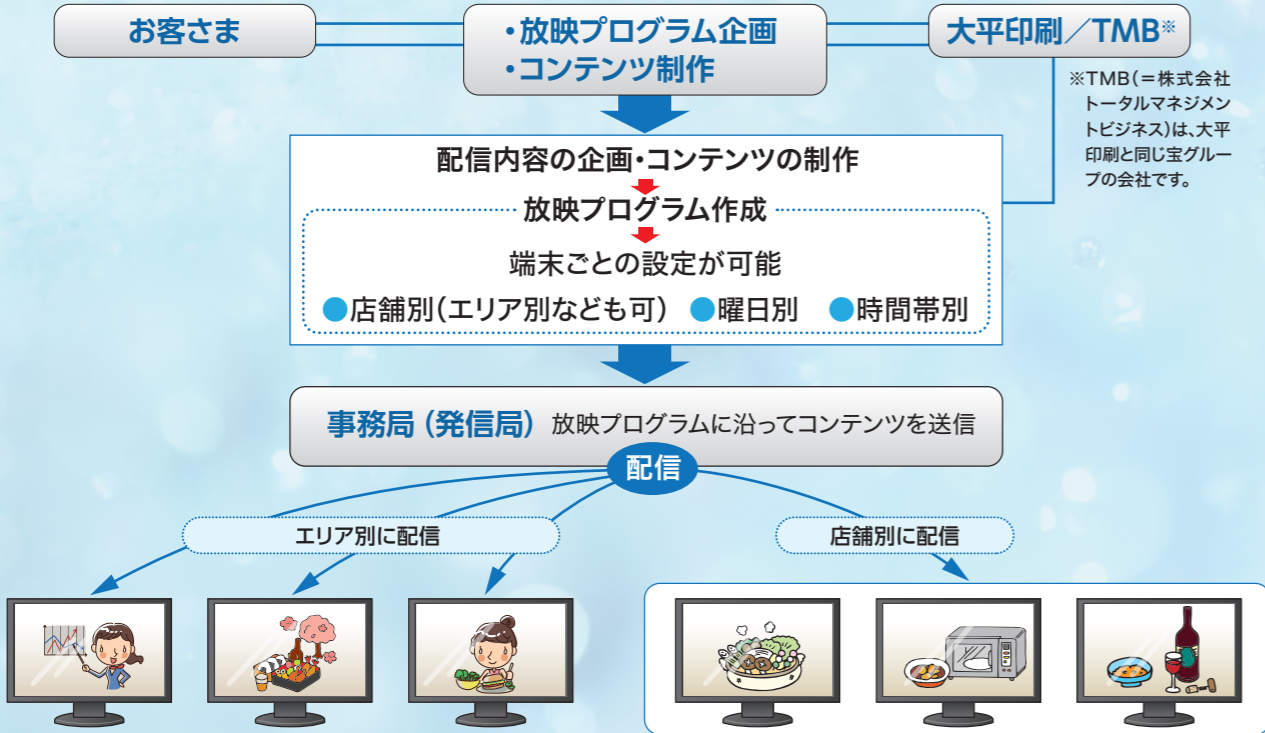 お客さま
・放映プログラム企画
・コンテンツ制作
大平印刷／TMB※
※TMB(=株式会社
トータルマネジメン
トビジネス)は、大平
印刷と同じ宝グルー
プの会社です。
配信内容の企画・コンテンツの制作
放映プログラム作成
端末ごとの設定が可能
●店舗別(エリア別なども可) ●曜日別 ●時間帯別
事務局(発信局) 放映プログラムに沿ってコンテンツを送信
配信
エリア別に配信
店舗別に配信